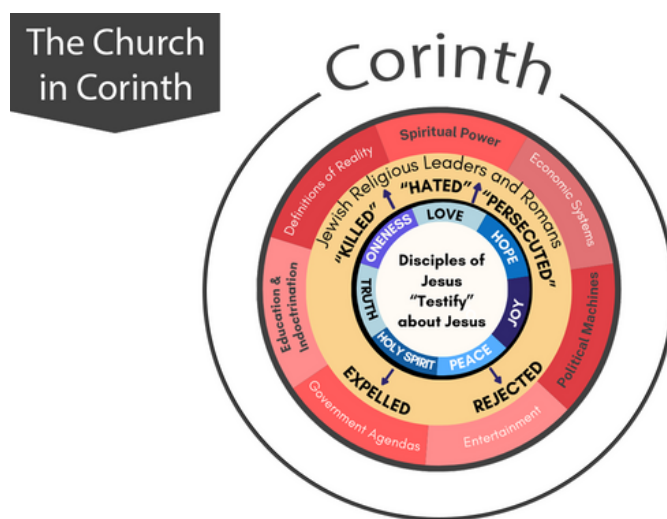 The Church
in Corinth
Corinth
Spiritual Power
Economic Systems
Political Machines
Entertainment
Government Agendas
Education &
Indoctrination
Definitions of Reality
Jewish Religious Leaders and Romans
"KILLED"
"HATED"
"PERSECUTED"
REJECTED
EXPELLED
LOVE
HOPE
JOY
PEACE
HOLY SPIRIT
TRUTH
ONENESS
Disciples of
Jesus
"Testify"
about Jesus